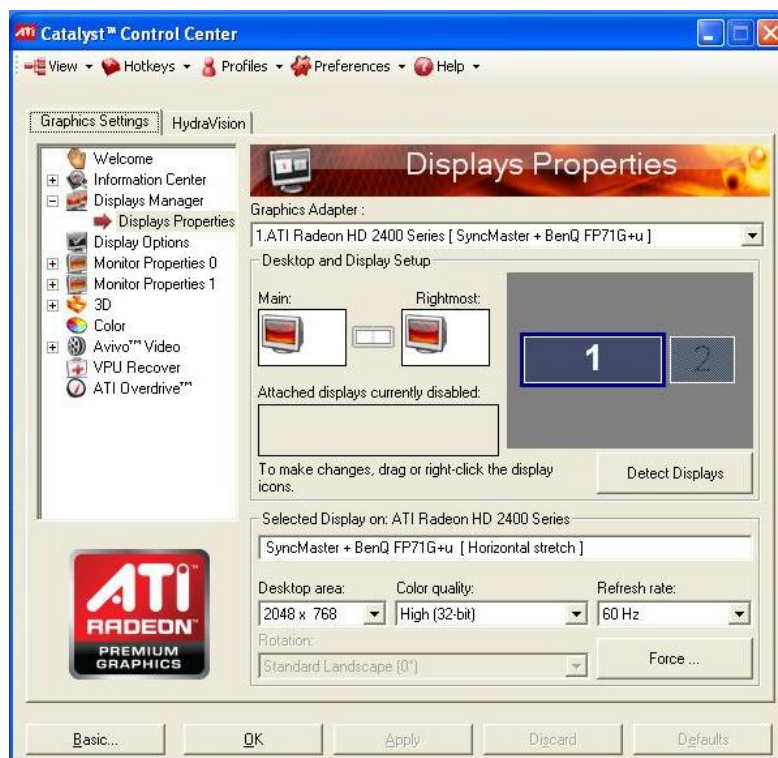 ATI Catalyst™ Control Center
View Hotkeys Profiles Preferences Help
Graphics Settings HydraVision
Welcome
Information Center
Displays Manager
Displays Properties
Display Options
Monitor Properties 0
Monitor Properties 1
3D
Color
Avivo™ Video
VPU Recover
ATI Overdrive™
ATI
RADEON
PREMIUM
GRAPHICS
Displays Properties
Graphics Adapter :
1.ATI Radeon HD 2400 Series [ SyncMaster + BenQ FP71G+u ]
Desktop and Display Setup
Main: Rightmost:
1 2
Attached displays currently disabled:
To make changes, drag or right-click the display
icons.
Detect Displays
Selected Display on: ATI Radeon HD 2400 Series
SyncMaster + BenQ FP71G+u [ Horizontal stretch ]
Desktop area: Color quality: Refresh rate:
2048 x 768 High (32-bit) 60 Hz
Rotation:
Standard Landscape (0°)
Force ...
Basic... OK Apply Discard Defaults